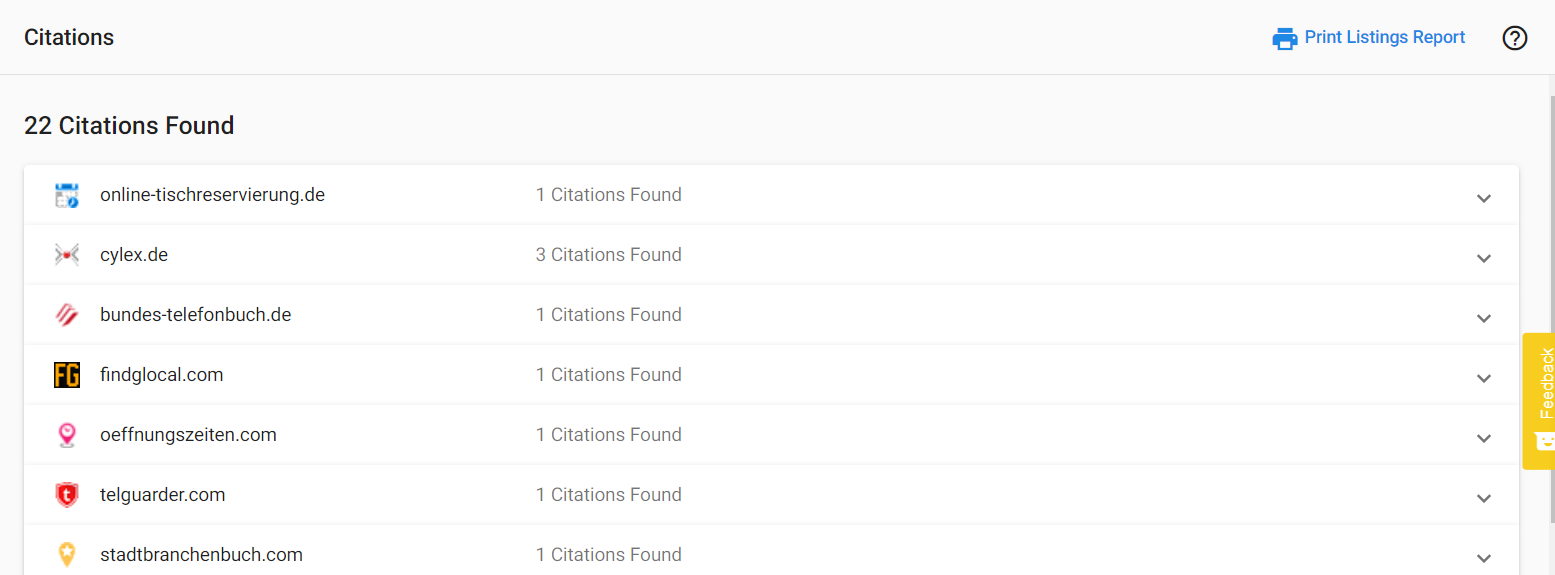 Citations
Print Listings Report
22 Citations Found
online-tischreservierung.de 1 Citations Found
cylex.de 3 Citations Found
bundes-telefonbuch.de 1 Citations Found
FG findglocal.com 1 Citations Found
oeffnungszeiten.com 1 Citations Found
t telguarder.com 1 Citations Found
stadtbranchenbuch.com 1 Citations Found
Feedback